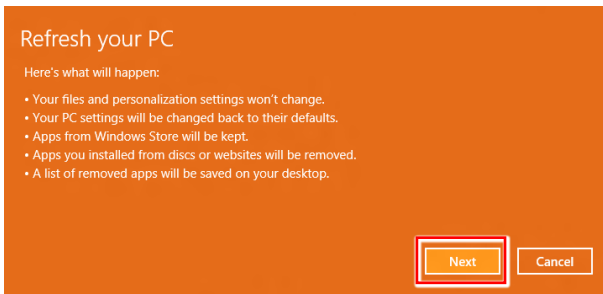 Refresh your PC
Here's what will happen:
• Your files and personalization settings won't change.
• Your PC settings will be changed back to their defaults.
• Apps from Windows Store will be kept.
• Apps you installed from discs or websites will be removed.
• A list of removed apps will be saved on your desktop.
Next Cancel